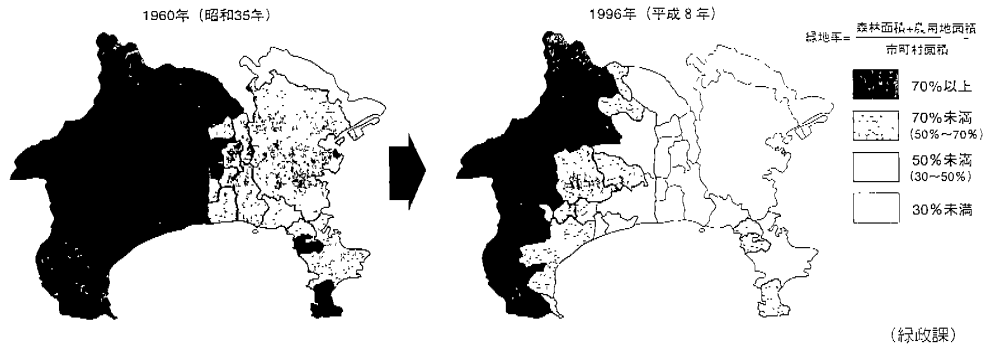 1960年（昭和35年）
1996年（平成8年）
緑地率=
森林面積+農用地面積
市町村面積
70%以上
70%未満
(50%～70%)
50%未満
(30～50%)
30%未満
（緑政課）